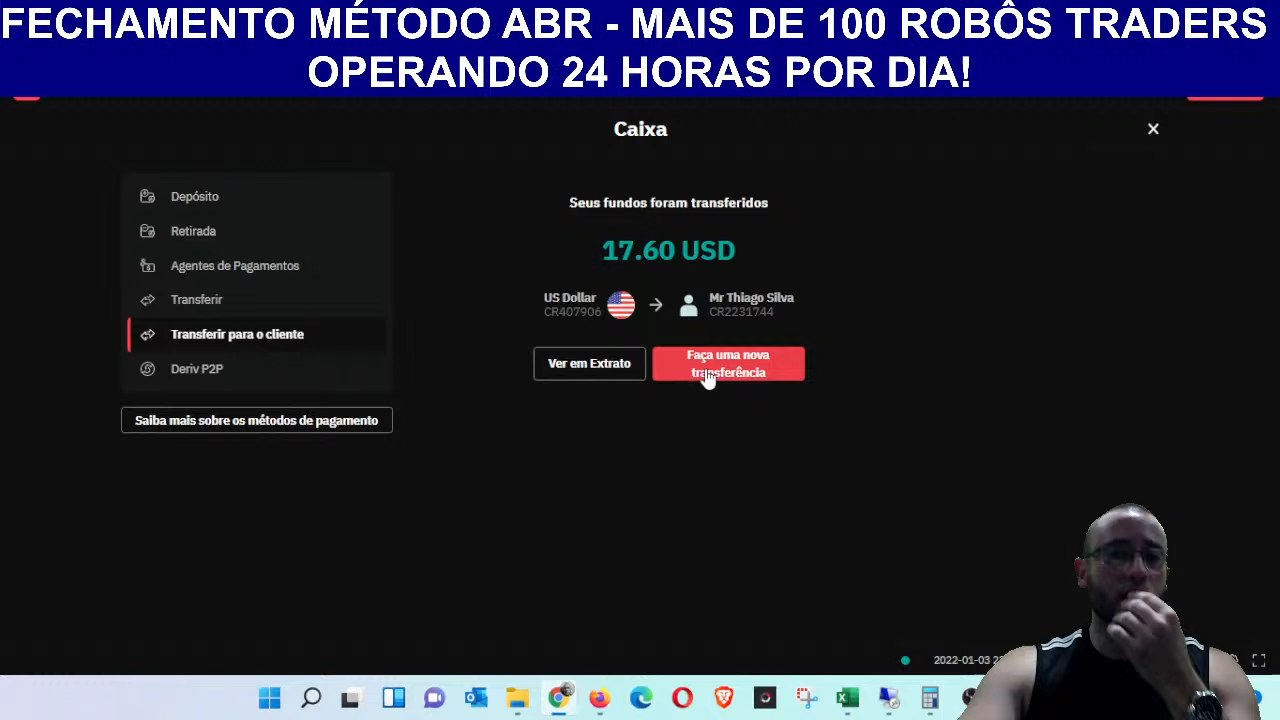 FECHAMENTO MÉTODO ABR - MAIS DE 100 ROBÔS TRADERS
OPERANDO 24 HORAS POR DIA!
Caixa
Depósito
Retirada
Agentes de Pagamentos
Transferir
Transferir para o cliente
Deriv P2P
Saiba mais sobre os métodos de pagamento
Seus fundos foram transferidos
17.60 USD
US Dollar
CR407906
Mr Thiago Silva
CR2231744
Ver em Extrato
Faça uma nova
transferência
2022-01-03